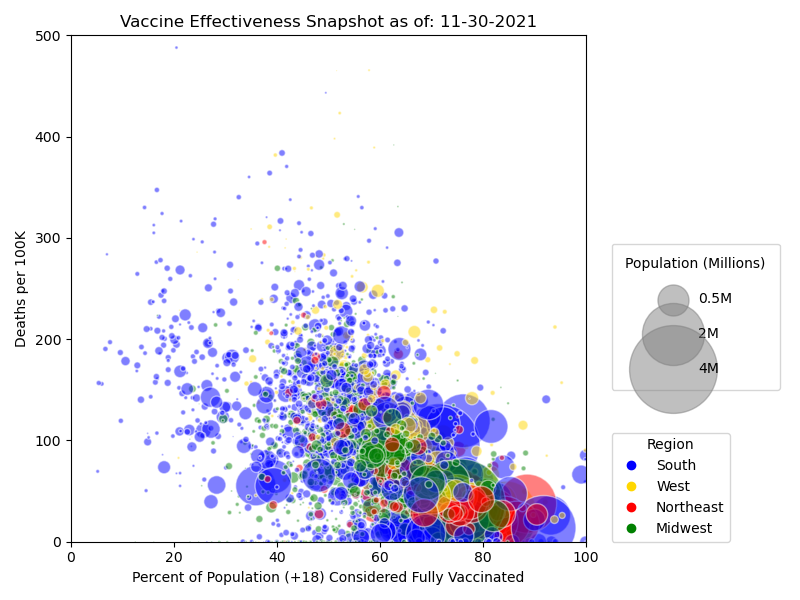 Vaccine Effectiveness Snapshot as of: 11-30-2021
500
400
300
200
100
0
Deaths per 100K
0 20 40 60 80 100
Percent of Population (+18) Considered Fully Vaccinated
Population (Millions)
0.5M
2M
4M
Region
South
West
Northeast
Midwest